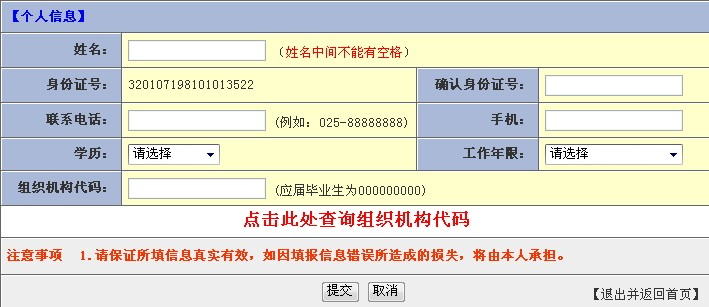 【个人信息】
姓名: （姓名中间不能有空格）
身份证号: 320107198101013522 确认身份证号:
联系电话: (例如: 025-88888888) 手机:
学历: 请选择 工作年限: 请选择
组织机构代码: (应届毕业生为000000000)
点击此处查询组织机构代码
注意事项 1.请保证所填信息真实有效，如因填报信息错误所造成的损失，将由本人承担。
提交 取消 【退出并返回首页】